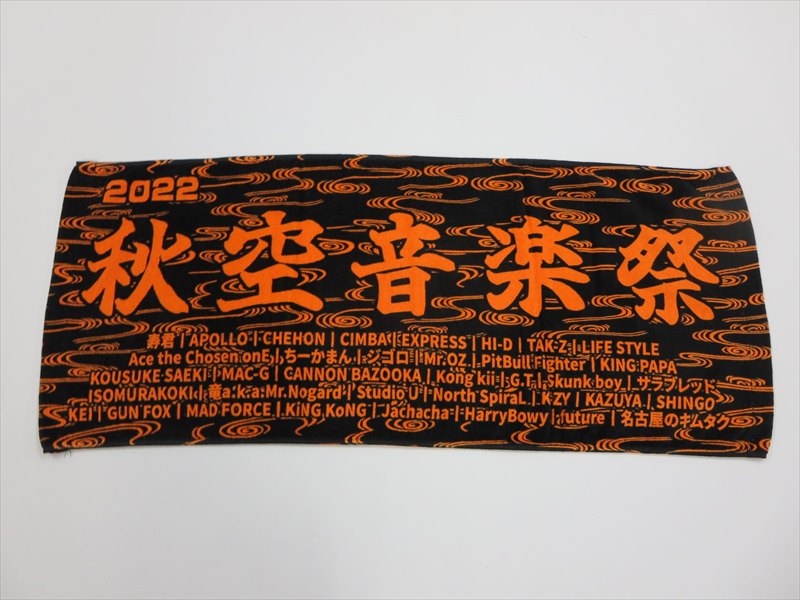 2022
秋空音楽祭
寿君 | APOLLO | CHEHON | CIMBA | EXPRESS | HI-D | TAK-Z | LIFE STYLE
Ace the Chosen onE | ちーかまん | ジゴロ | Mr.OZ | PitBull Fighter | KING PAPA
KOUSUKE SAEKI | MAC-G | CANNON BAZOOKA | Kong kii | G.T | Skunk boy | サラブレッド
ISOMURAKOKI | 竜a.k.a.Mr.Nogard | Studio U | North SpiraL | K ZY | KAZUYA | SHINGO
KEI | GUN FOX | MAD FORCE | KiNG KoNG | Jachacha | HarryBowy | future | 名古屋のキムタク